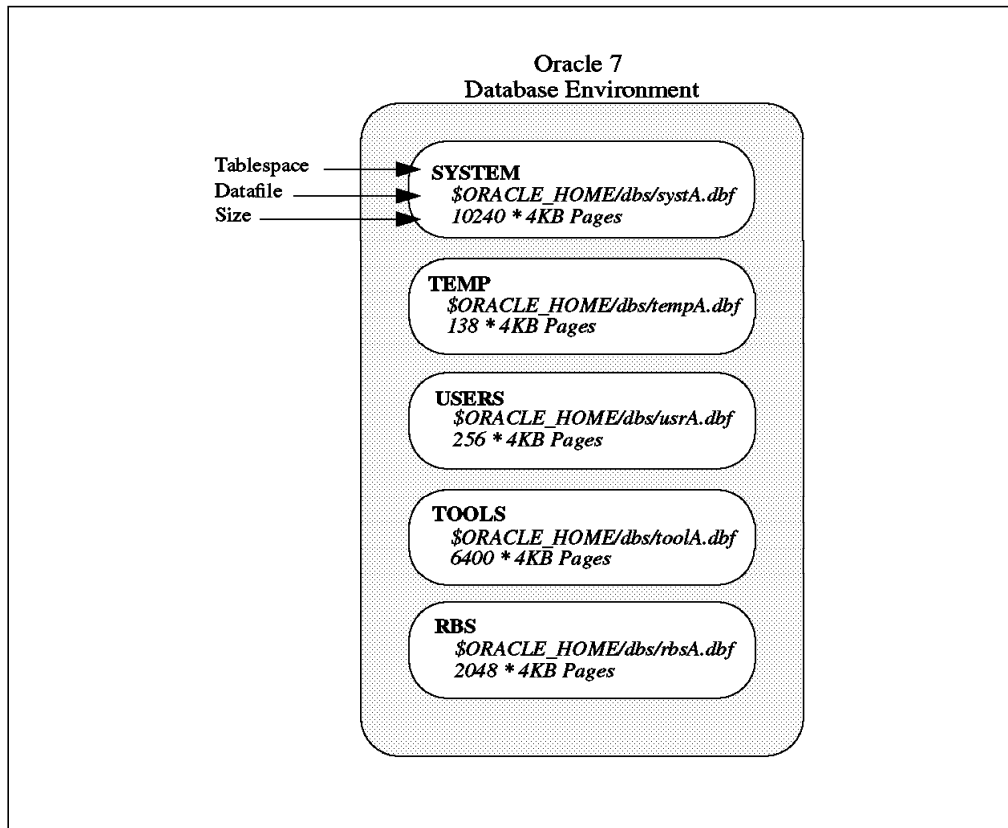 Oracle 7
Database Environment
Tablespace
Datafile
Size
SYSTEM
$ORACLE_HOME/dbs/systA.dbf
10240 * 4KB Pages
TEMP
$ORACLE_HOME/dbs/tempA.dbf
138 * 4KB Pages
USERS
$ORACLE_HOME/dbs/usrA.dbf
256 * 4KB Pages
TOOLS
$ORACLE_HOME/dbs/toolA.dbf
6400 * 4KB Pages
RBS
$ORACLE_HOME/dbs/rbsA.dbf
2048 * 4KB Pages